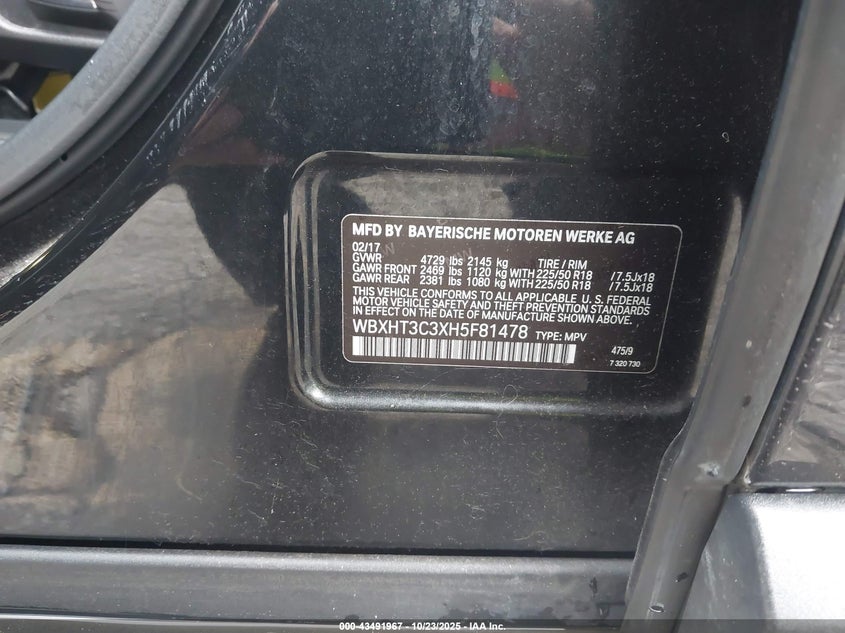 MFD BY BAYERISCHE MOTOREN WERKE AG
02/17
GVWR 4729 lbs 2145 kg TIRE / RIM
GAWR FRONT 2469 lbs 1120 kg WITH 225/50 R18 /7.5Jx18
GAWR REAR 2381 lbs 1080 kg WITH 225/50 R18 /7.5Jx18
THIS VEHICLE CONFORMS TO ALL APPLICABLE U. S. FEDERAL
MOTOR VEHICLE SAFETY AND THEFT PREVENTION STANDARDS
IN EFFECT ON THE DATE OF MANUFACTURE SHOWN ABOVE.
WBXHT3C3XH5F81478 TYPE: MPV
475/9
7 320 730
000-43491967 - 10/23/2025 - IAA Inc.